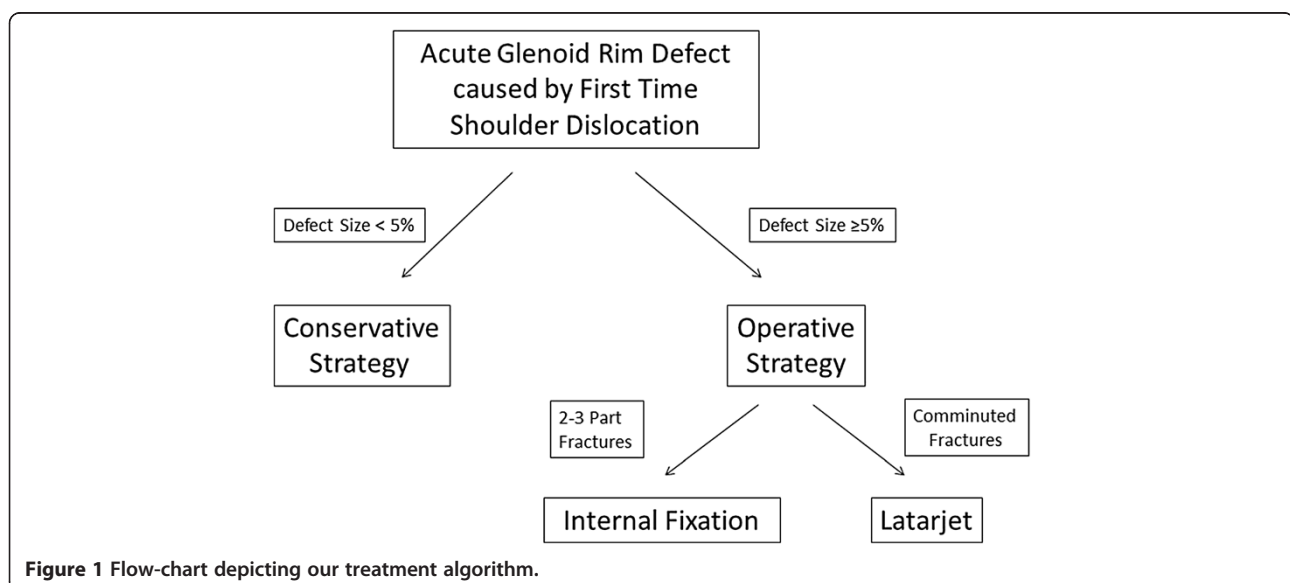 Acute Glenoid Rim Defect
caused by First Time
Shoulder Dislocation
Defect Size < 5%
Defect Size ≥5%
Conservative
Strategy
Operative
Strategy
2-3 Part
Fractures
Comminuted
Fractures
Internal Fixation
Latarjet
Figure 1 Flow-chart depicting our treatment algorithm.